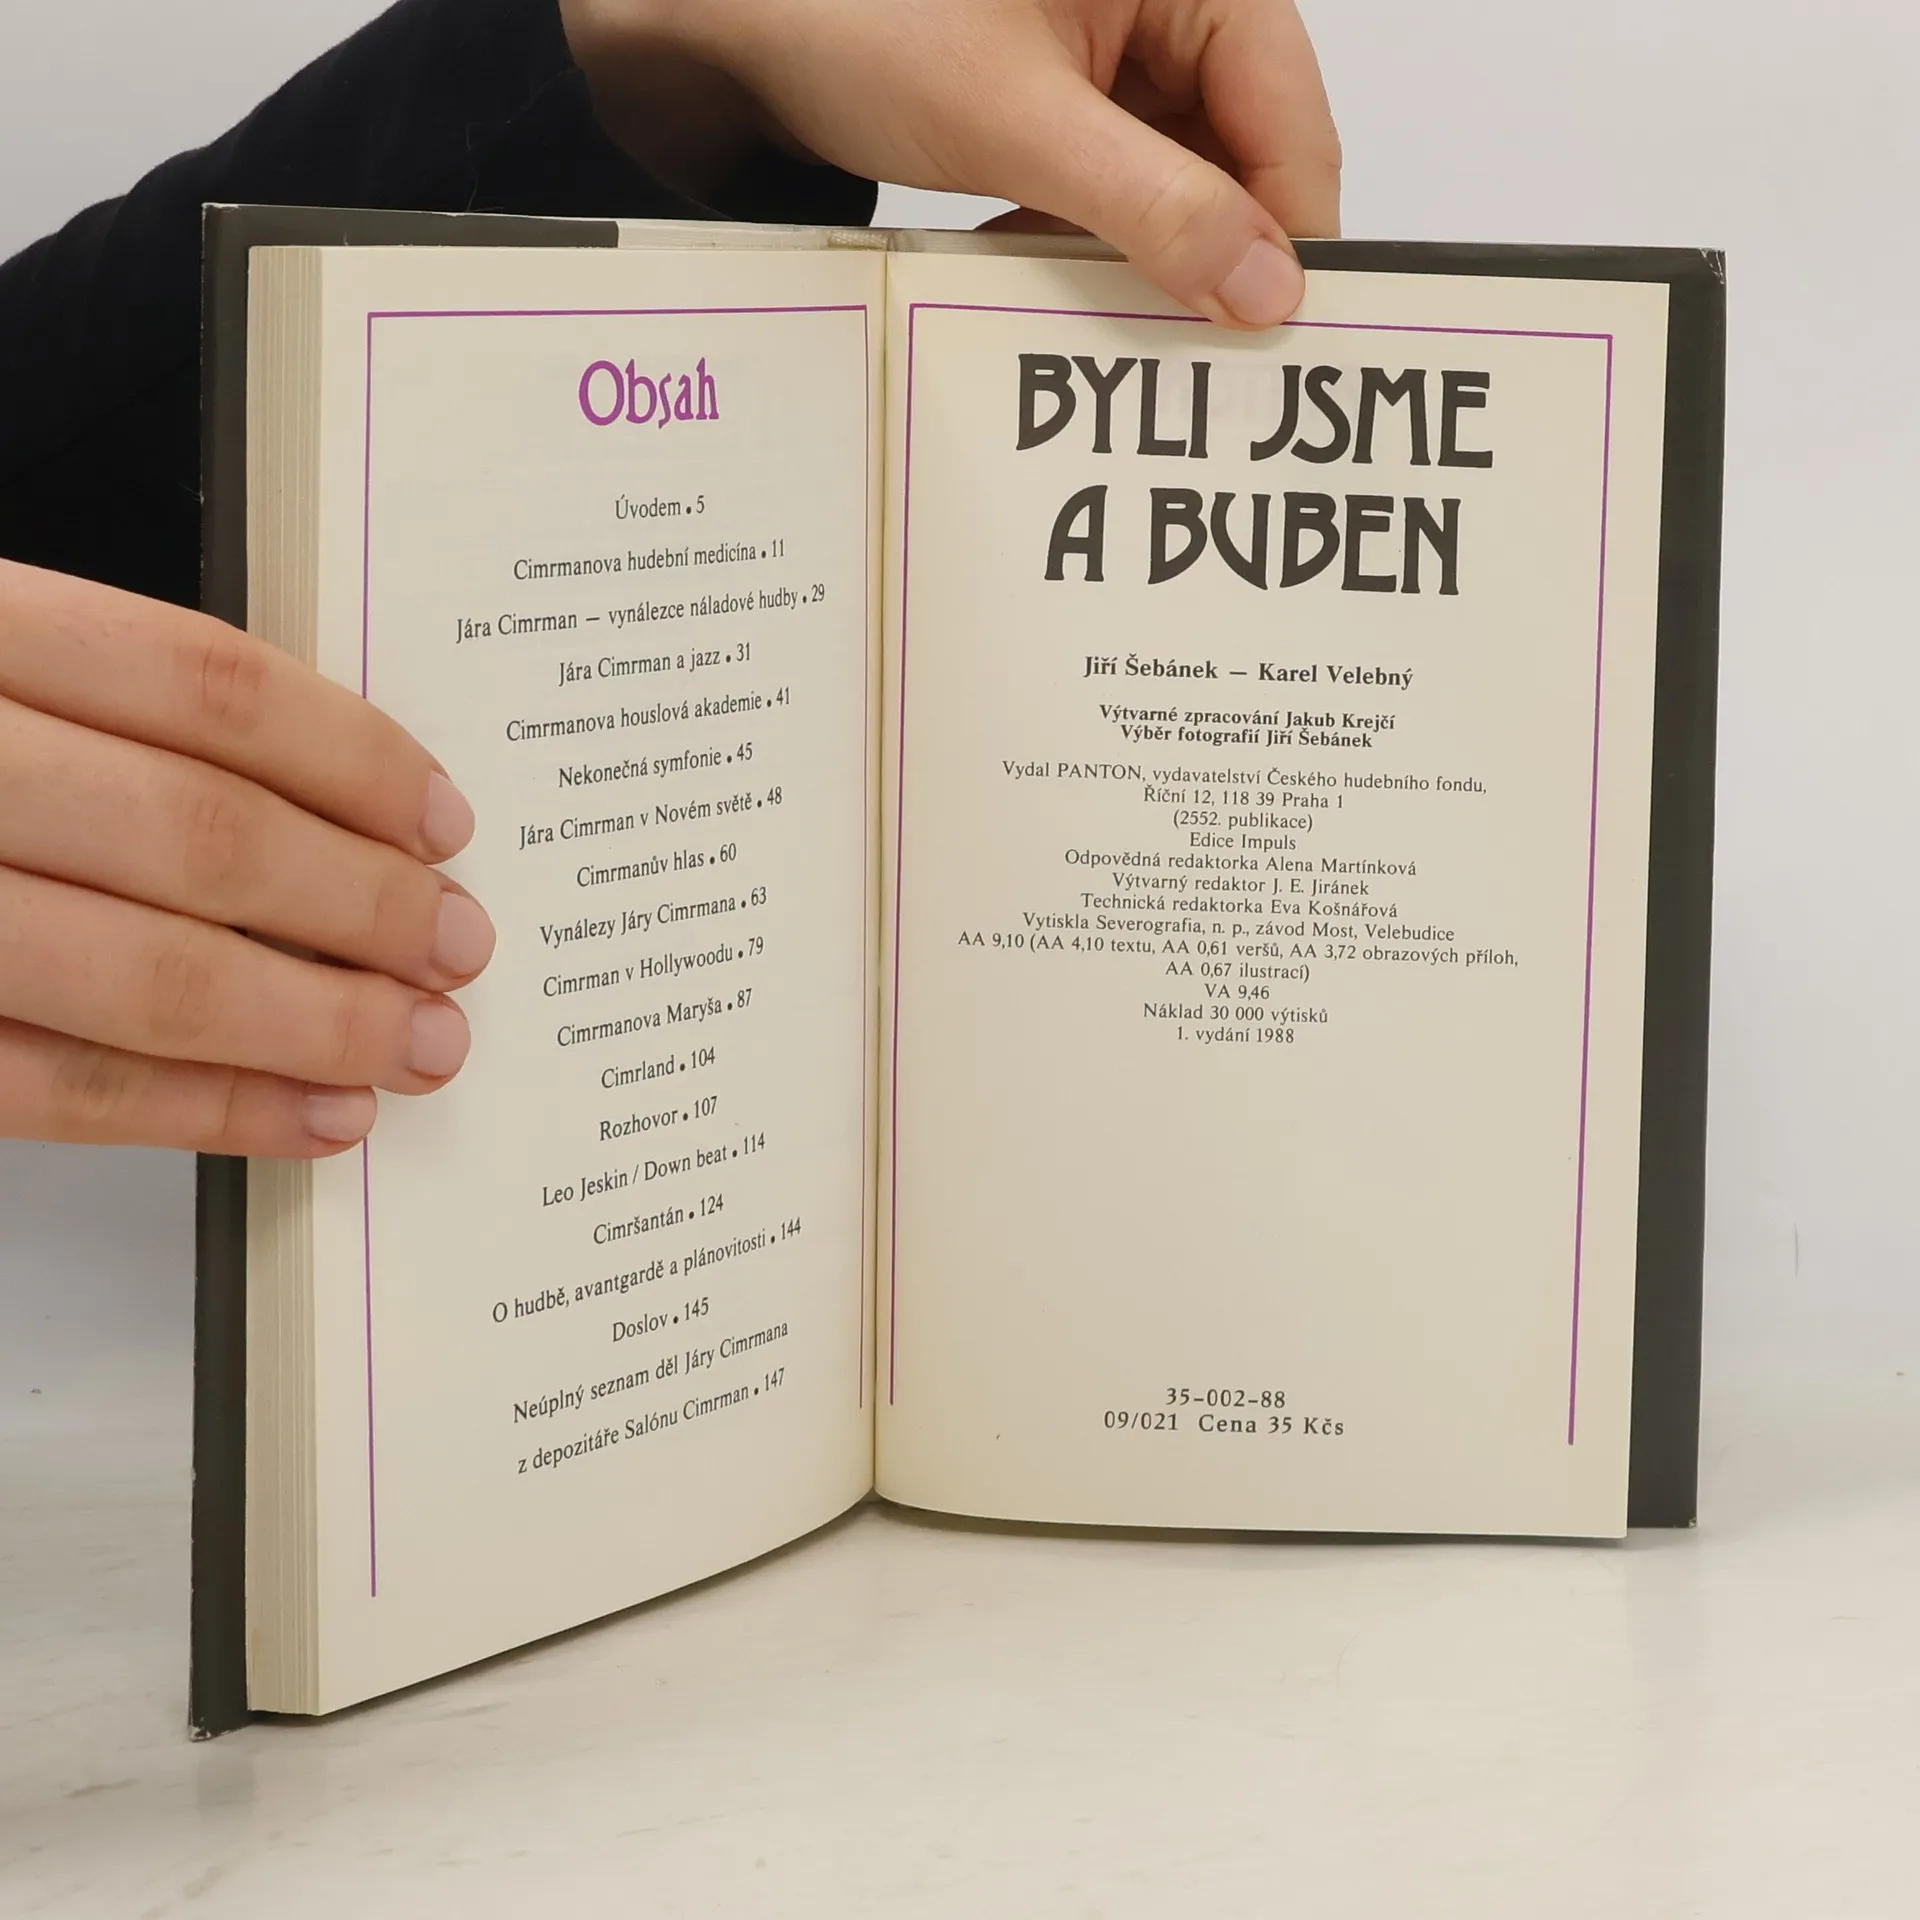 Obsah
Úvodem • 5
Cimrmanova hudební medicína • 11
Jára Cimrman — vynálezce náladové hudby • 29
Jára Cimrman a jazz • 31
Cimrmanova houslová akademie • 41
Nekonečná symfonie • 45
Jára Cimrman v Novém světě • 48
Cimrmanův hlas • 60
Vynálezy Járy Cimrmana • 63
Cimrman v Hollywoodu • 79
Cimrmanova Maryša • 87
Cimrland • 104
Rozhovor • 107
Leo Jeskin / Down beat • 114
Cimršantán • 124
O hudbě, avantgardě a plánovitosti • 144
Doslov • 145
Neúplný seznam děl Járy Cimrmana
z depozitáře Salónu Cimrman • 147
BYLI JSME
A BUBEN
Jiří Šebánek — Karel Velebný
Výtvarné zpracování Jakub Krejčí
Výběr fotografií Jiří Šebánek
Vydal PANTON, vydavatelství Českého hudebního fondu,
Říční 12, 118 39 Praha 1
(2552. publikace)
Edice Impuls
Odpovědná redaktorka Alena Martínková
Výtvarný redaktor J. E. Jiránek
Technická redaktorka Eva Košnářová
Vytiskla Severografia, n. p., závod Most, Velebudice
AA 9,10 (AA 4,10 textu, AA 0,61 veršů, AA 3,72 obrazových příloh,
AA 0,67 ilustrací)
VA 9,46
Náklad 30 000 výtisků
1. vydání 1988
35-002-88
09/021 Cena 35 Kčs